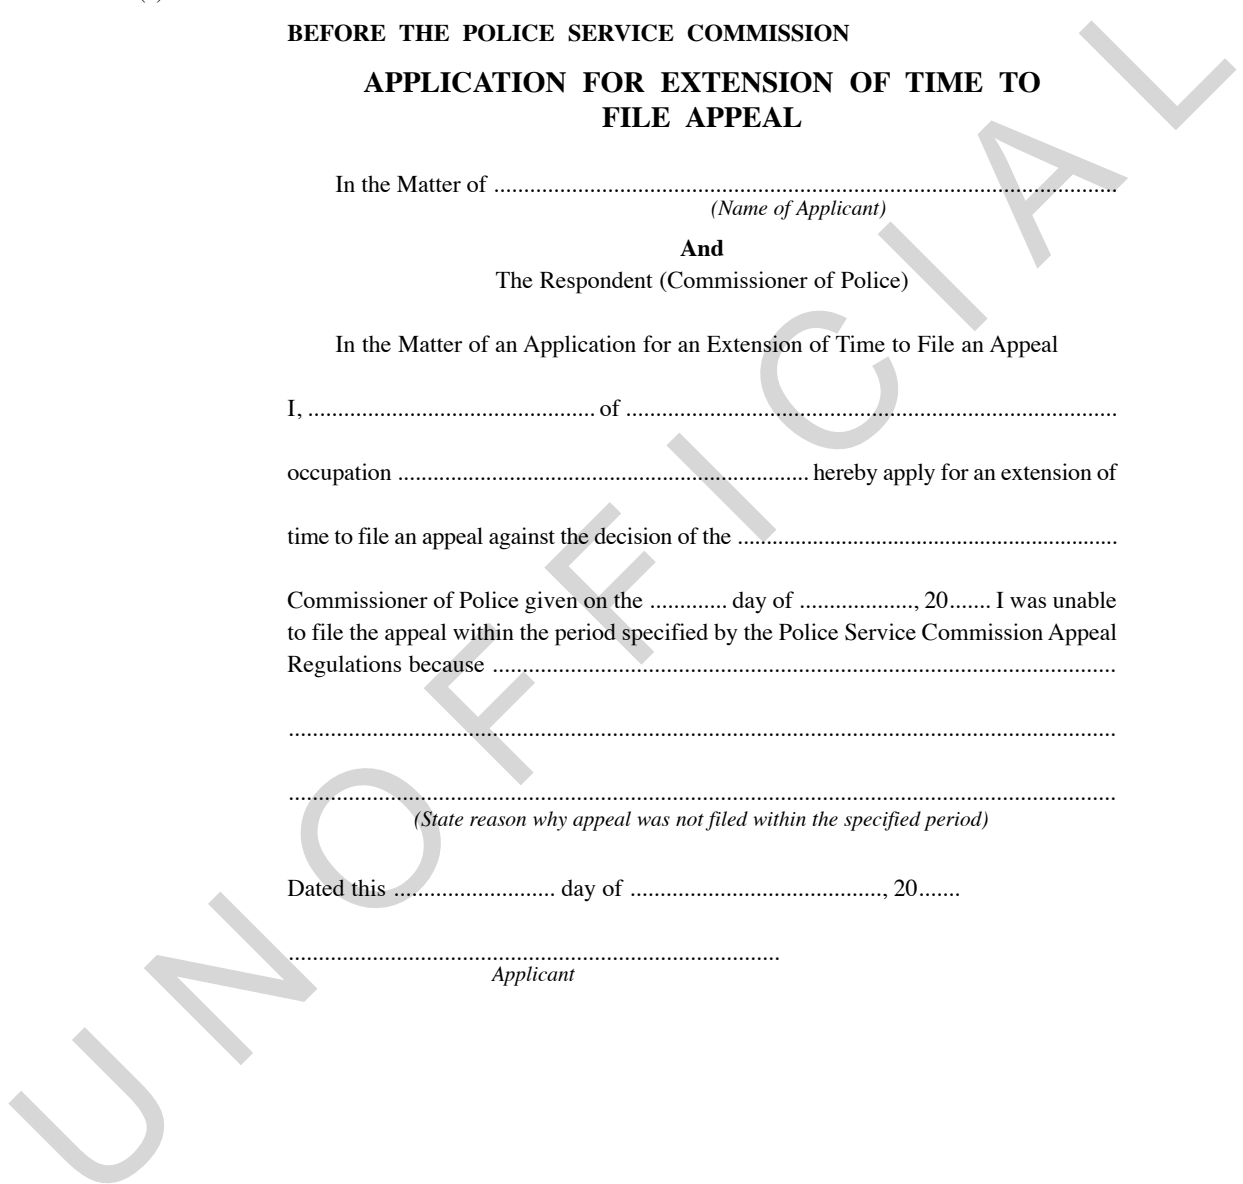 BEFORE THE POLICE SERVICE COMMISSION
APPLICATION FOR EXTENSION OF TIME TO
FILE APPEAL
In the Matter of ........................................................................................................
(Name of Applicant)
And
The Respondent (Commissioner of Police)
In the Matter of an Application for an Extension of Time to File an Appeal
I, ................................................ of ..................................................................................
occupation ..................................................................... hereby apply for an extension of
time to file an appeal against the decision of the ................................................................
Commissioner of Police given on the ............. day of ..................., 20....... I was unable
to file the appeal within the period specified by the Police Service Commission Appeal
Regulations because ........................................................................................................
..........................................................................................................................................
..........................................................................................................................................
(State reason why appeal was not filed within the specified period)
Dated this ........................... day of .........................................., 20.......
..................................................................................
Applicant
UNOFFICIAL